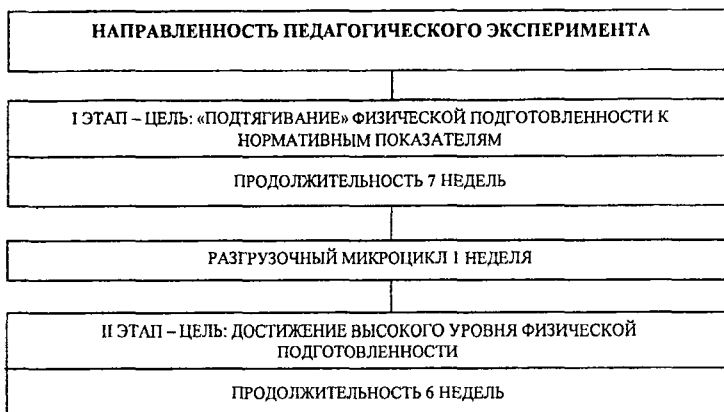 НАПРАВЛЕННОСТЬ ПЕДАГОГИЧЕСКОГО ЭКСПЕРИМЕНТА
I ЭТАП – ЦЕЛЬ: «ПОДТЯГИВАНИЕ» ФИЗИЧЕСКОЙ ПОДГОТОВЛЕННОСТИ К
НОРМАТИВНЫМ ПОКАЗАТЕЛЯМ
ПРОДОЛЖИТЕЛЬНОСТЬ 7 НЕДЕЛЬ
РАЗГРУЗОЧНЫЙ МИКРОЦИКЛ 1 НЕДЕЛЯ
II ЭТАП – ЦЕЛЬ: ДОСТИЖЕНИЕ ВЫСОКОГО УРОВНЯ ФИЗИЧЕСКОЙ
ПОДГОТОВЛЕННОСТИ
ПРОДОЛЖИТЕЛЬНОСТЬ 6 НЕДЕЛЬ